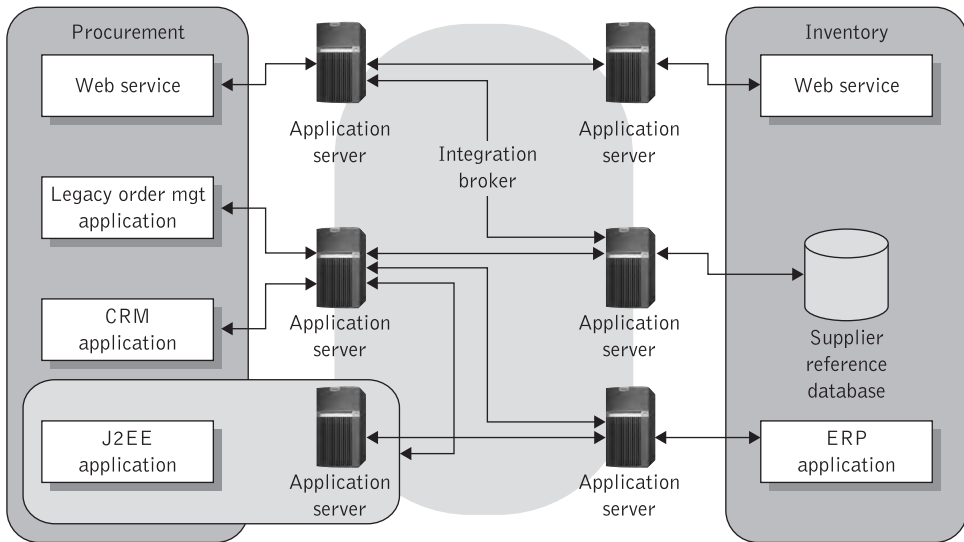 Procurement
Inventory
Web service
Web service
Application
server
Application
server
Integration
broker
Legacy order mgt
application
CRM
application
Application
server
Application
server
Supplier
reference
database
J2EE
application
Application
server
Application
server
ERP
application